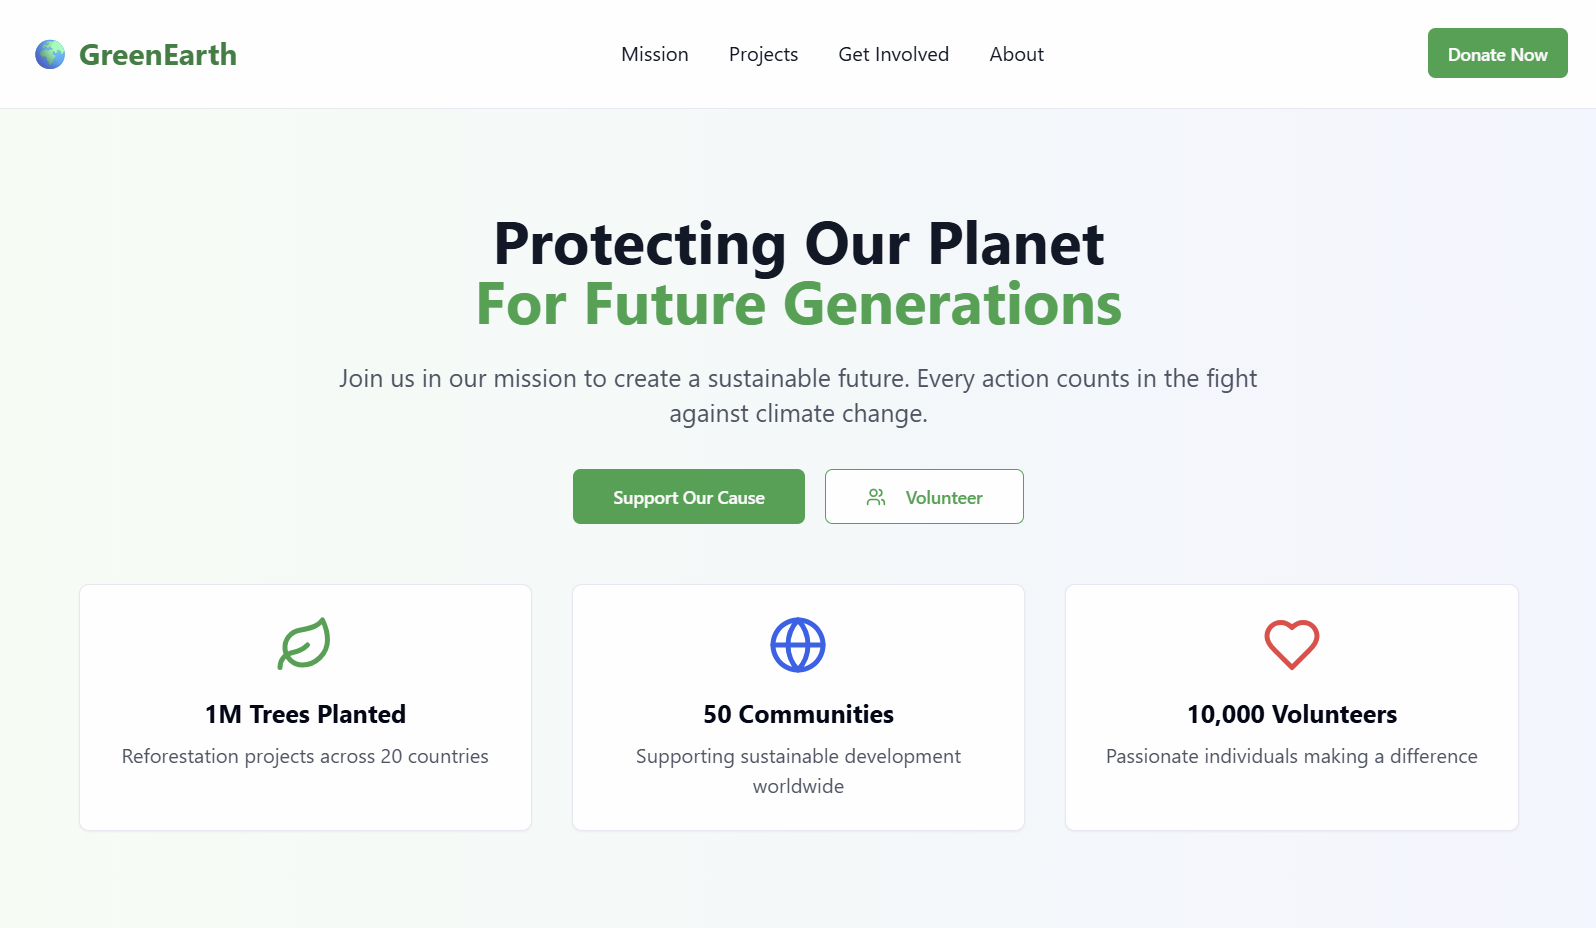 GreenEarth
Mission
Projects
Get Involved
About
Donate Now
Protecting Our Planet
For Future Generations
Join us in our mission to create a sustainable future. Every action counts in the fight
against climate change.
Support Our Cause
Volunteer
1M Trees Planted
Reforestation projects across 20 countries
50 Communities
Supporting sustainable development
worldwide
10,000 Volunteers
Passionate individuals making a difference